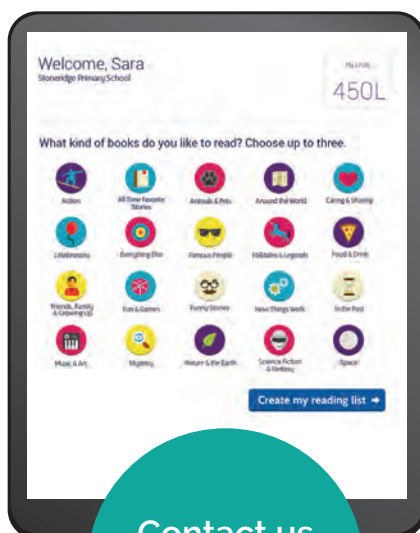 Welcome, Sara
Stoneridge Primary School
My Lexile
450L
What kind of books do you like to read? Choose up to three.
Action
All Time Favorite Stories
Animals & Pets
Around the World
Caring & Sharing
Celebrations
Everything Else
Famous People
Folktales & Legends
Food & Drink
Friends, Family & Growing Up
Fun & Games
Funny Stories
How Things Work
In the Past
Music & Art
Mystery
Nature & the Earth
Science Fiction & Fantasy
Space
Create my reading list
Contact us